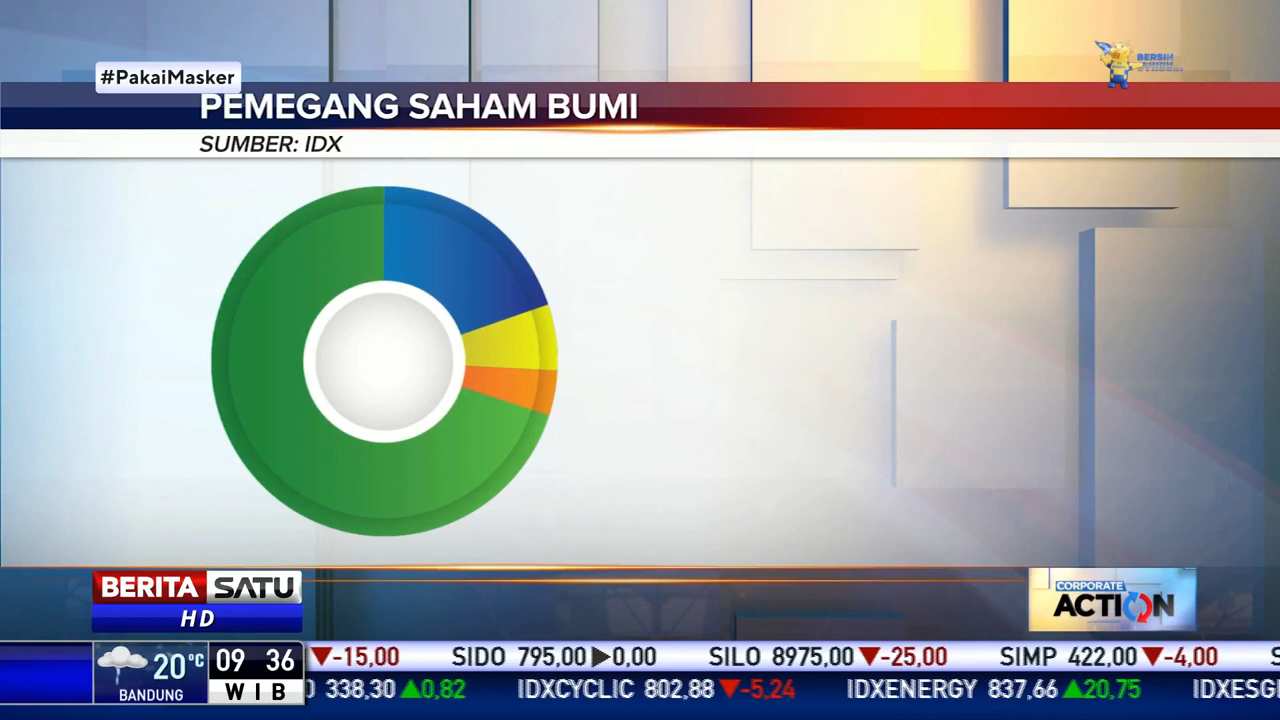 #PakaiMasker
BERSIH
PEMEGANG SAHAM BUMI
SUMBER: IDX
BERITA SATU
HD
CORPORATE
ACTION
20°C
BANDUNG
09 36
WIB
▼-15,00 SIDO 795,00 ▶0,00 SILO 8975,00 ▼-25,00 SIMP 422,00 ▼-4,00 S
338,30 ▲0,82 IDXCYCLIC 802,88 ▼-5,24 IDXENERGY 837,66 ▲20,75 IDXESG